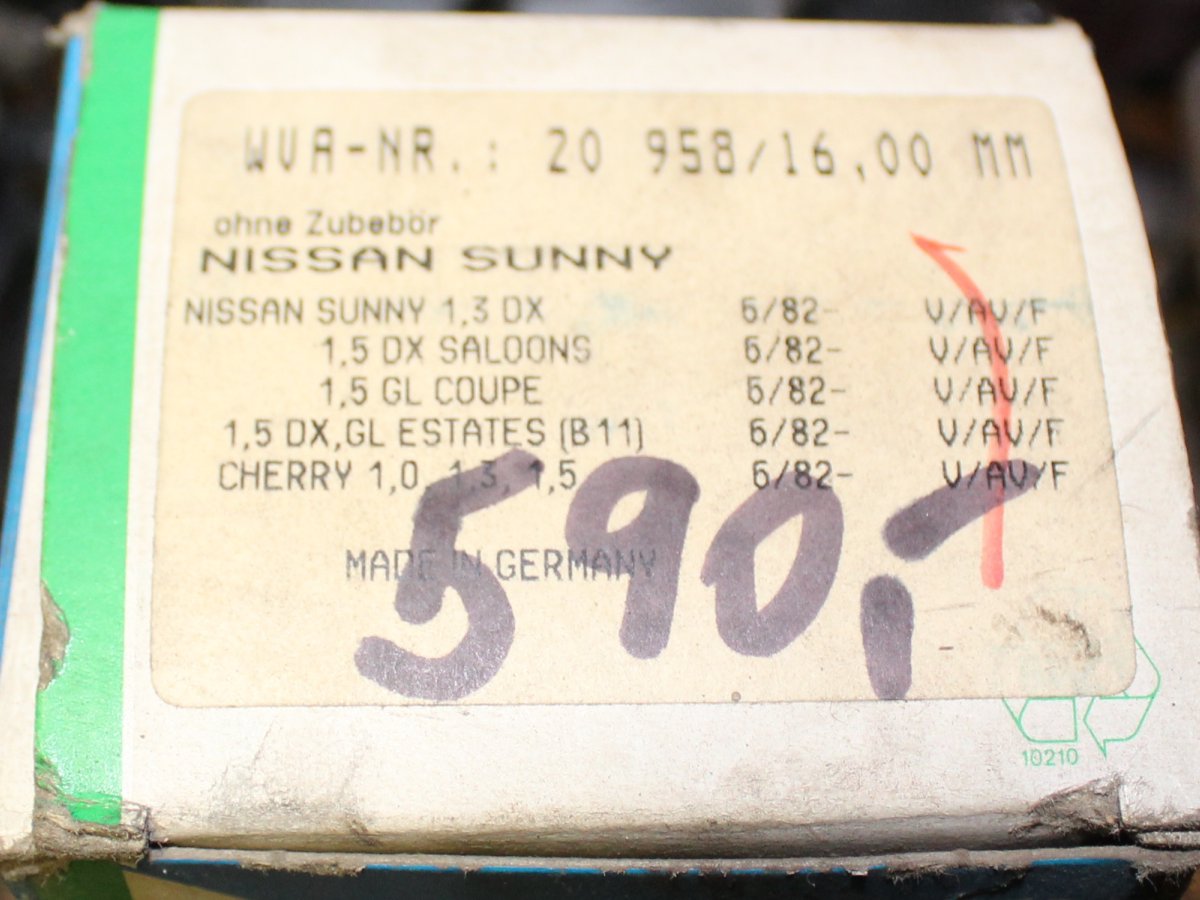 WVA-NR.: 20 958/16,00 MM
ohne Zubebör
NISSAN SUNNY
NISSAN SUNNY 1,3 DX 6/82- V/AV/F
1,5 DX SALOONS 6/82- V/AV/F
1,5 GL COUPE 6/82- V/AV/F
1,5 DX,GL ESTATES (B11) 6/82- V/AV/F
CHERRY 1,0, 1,3, 1,5 6/82- V/AV/F
MADE IN GERMANY
590,-
10210